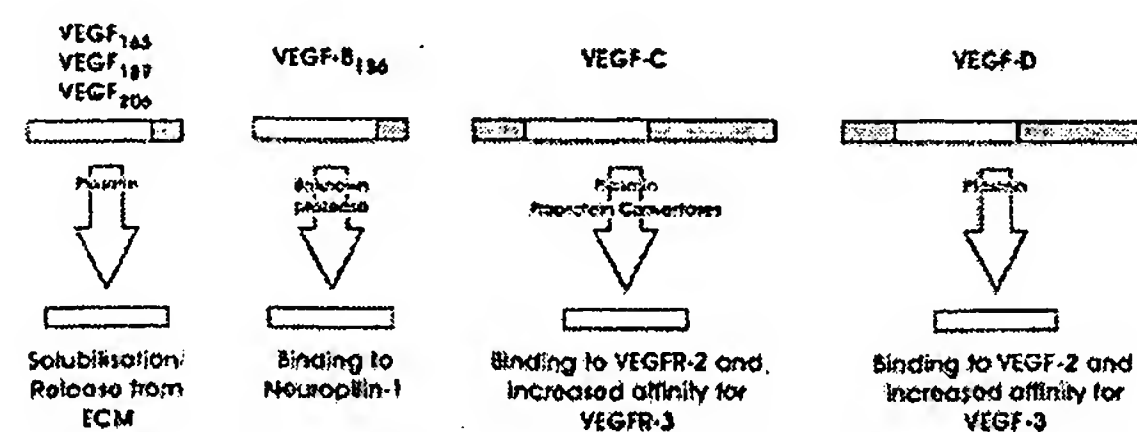 VEGF165
VEGF187
VEGF206
VEGF-B186
VEGF-C
VEGF-D
Plasmin
Unknown
protease
Plasmin
Proprotein Convertases
Plasmin
Solubilisation/
Release from
ECM
Binding to
Neuropilin-1
Binding to VEGFR-2 and
increased affinity for
VEGFR-3
Binding to VEGF-2 and
increased affinity for
VEGF-3